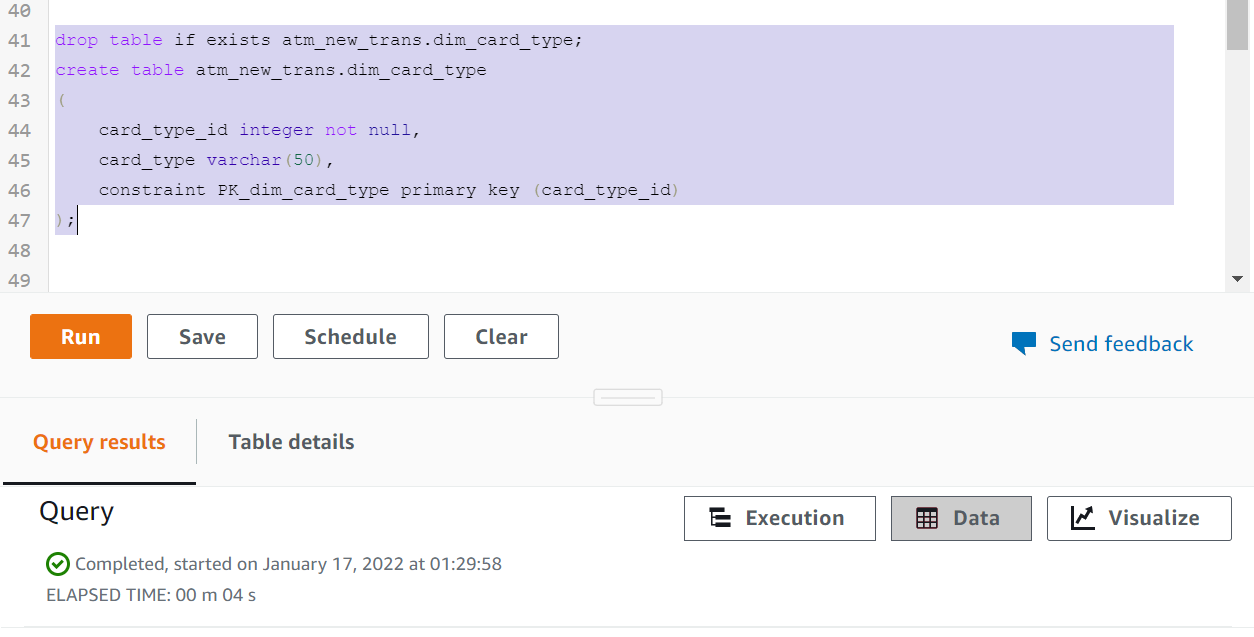 40
41 drop table if exists atm_new_trans.dim_card_type;
42 create table atm_new_trans.dim_card_type
43 (
44 card_type_id integer not null,
45 card_type varchar(50),
46 constraint PK_dim_card_type primary key (card_type_id)
47 );
48
49
Run Save Schedule Clear Send feedback
Query results Table details
Query Execution Data Visualize
Completed, started on January 17, 2022 at 01:29:58
ELAPSED TIME: 00 m 04 s